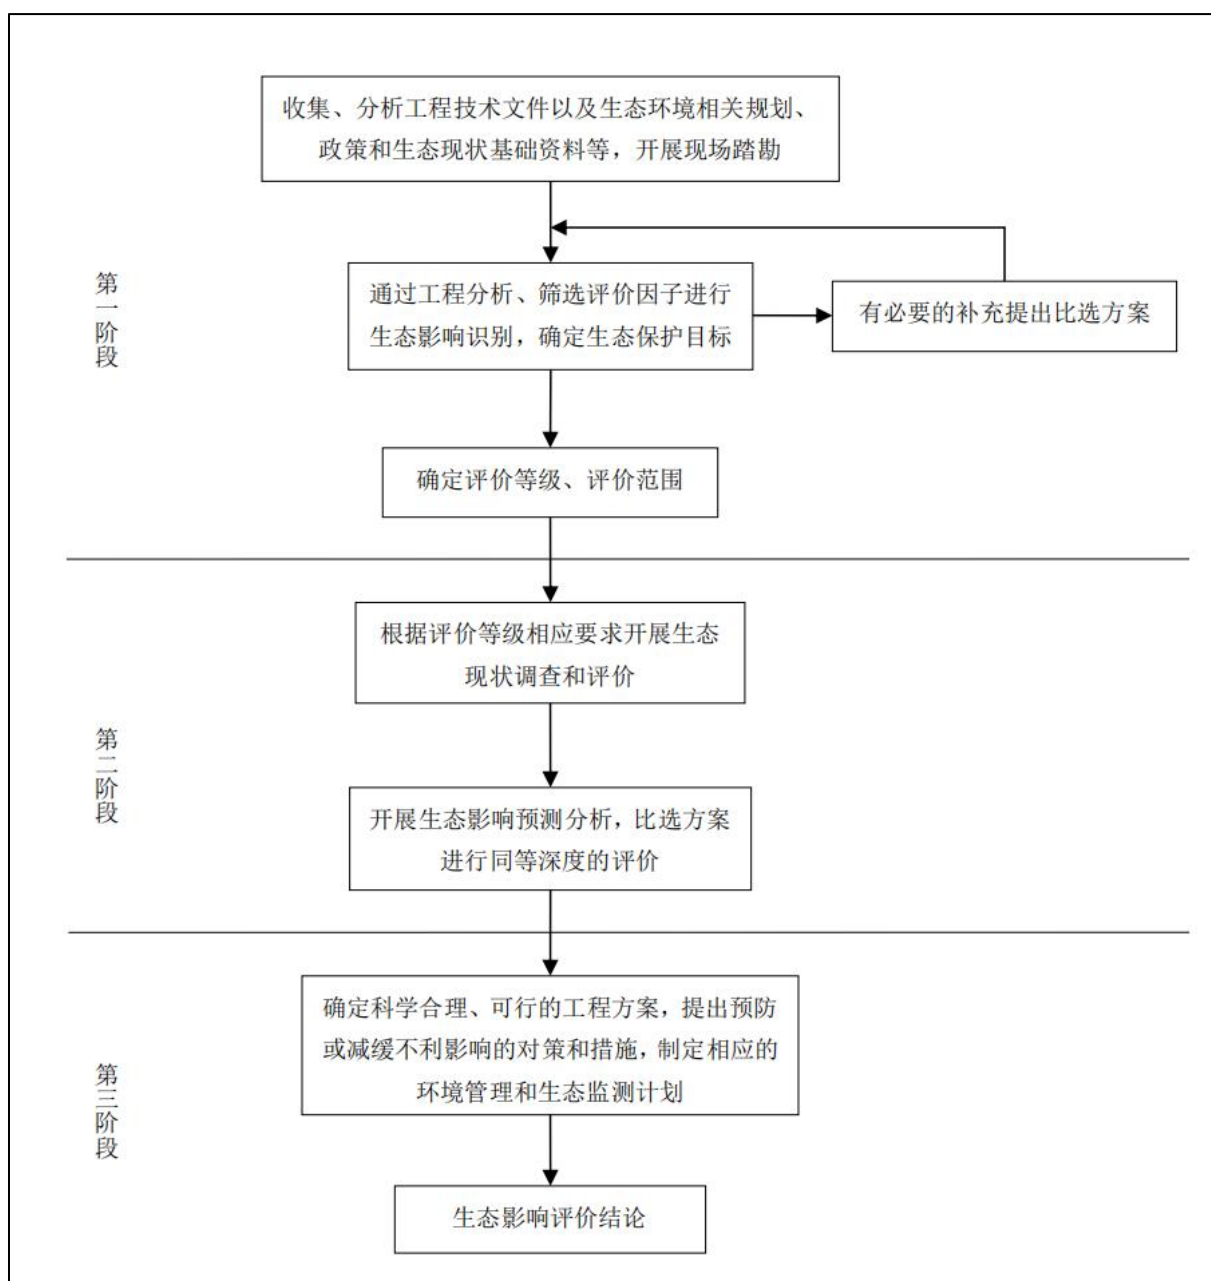 收集、分析工程技术文件以及生态环境相关规划、
政策和生态现状基础资料等，开展现场踏勘
第一阶段
通过工程分析、筛选评价因子进行
生态影响识别，确定生态保护目标
有必要的补充提出比选方案
确定评价等级、评价范围
第二阶段
根据评价等级相应要求开展生态
现状调查和评价
开展生态影响预测分析，比选方案
进行同等深度的评价
第三阶段
确定科学合理、可行的工程方案，提出预防
或减缓不利影响的对策和措施，制定相应的
环境管理和生态监测计划
生态影响评价结论